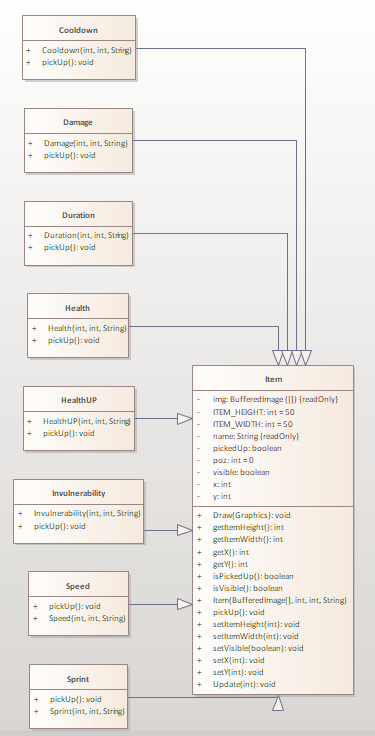 Cooldown
+ Cooldown(int, int, String)
+ pickUp(): void
Damage
+ Damage(int, int, String)
+ pickUp(): void
Duration
+ Duration(int, int, String)
+ pickUp(): void
Health
+ Health(int, int, String)
+ pickUp(): void
HealthUP
+ HealthUP(int, int, String)
+ pickUp(): void
Invulnerability
+ Invulnerability(int, int, String)
+ pickUp(): void
Speed
+ pickUp(): void
+ Speed(int, int, String)
Sprint
+ pickUp(): void
+ Sprint(int, int, String)
Item
- img: BufferedImage ([]) {readOnly}
- ITEM_HEIGHT: int = 50
- ITEM_WIDTH: int = 50
- name: String {readOnly}
- pickedUp: boolean
- poz: int = 0
- visible: boolean
- x: int
- y: int
+ Draw(Graphics): void
+ getItemHeight(): int
+ getItemWidth(): int
+ getX(): int
+ getY(): int
+ isPickedUp(): boolean
+ isVisible(): boolean
+ Item(BufferedImage[], int, int, String)
+ pickUp(): void
+ setItemHeight(int): void
+ setItemWidth(int): void
+ setVisible(boolean): void
+ setX(int): void
+ setY(int): void
+ Update(int): void